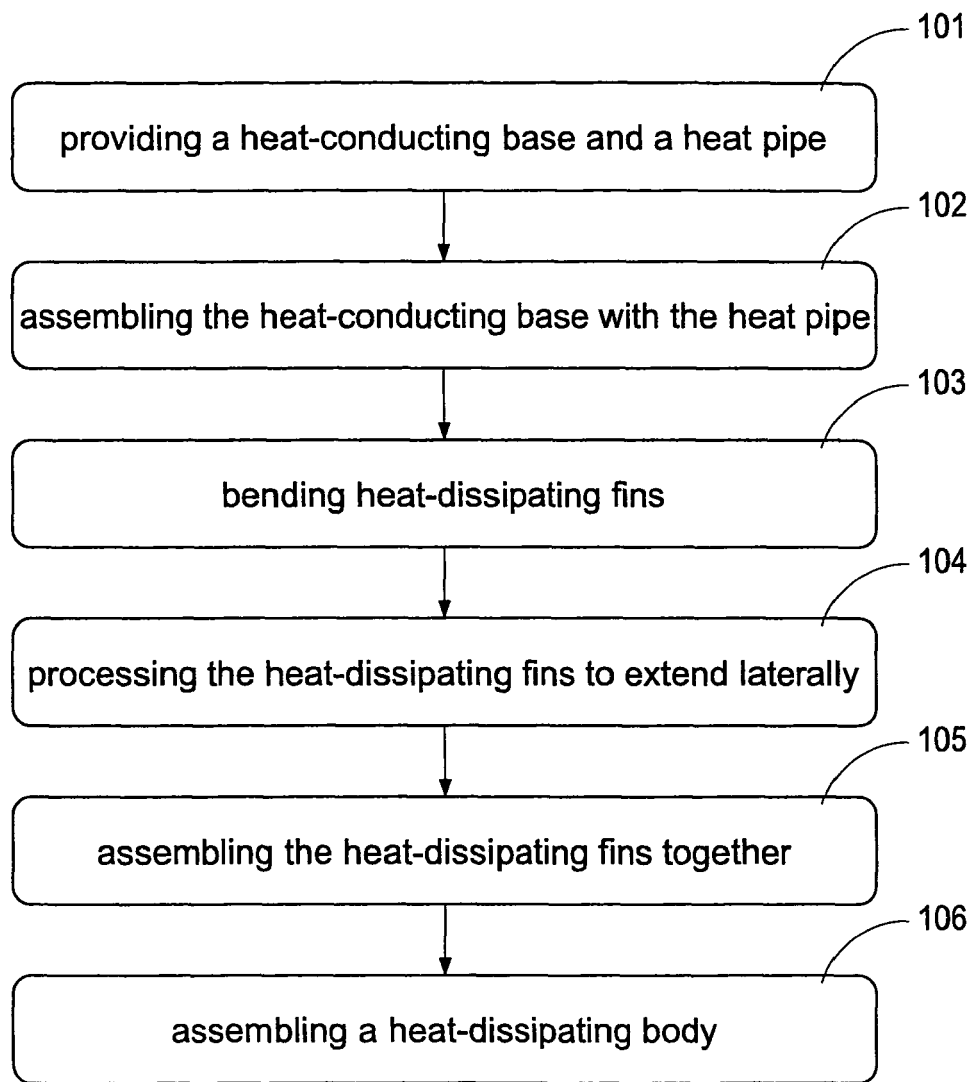 101
providing a heat-conducting base and a heat pipe
102
assembling the heat-conducting base with the heat pipe
103
bending heat-dissipating fins
104
processing the heat-dissipating fins to extend laterally
105
assembling the heat-dissipating fins together
106
assembling a heat-dissipating body